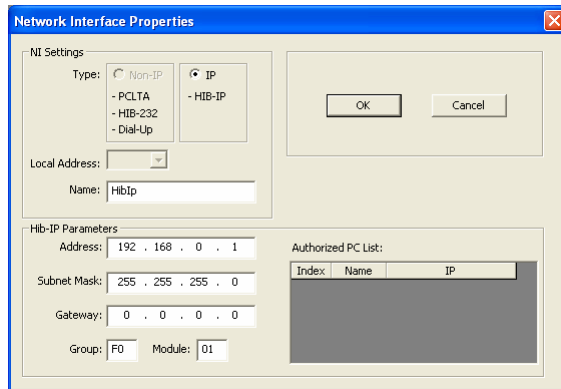 Network Interface Properties
NI Settings
Type: Non-IP IP
- PCLTA - HIB-IP
- HIB-232
- Dial-Up
OK Cancel
Local Address:
Name: HibIp
Hib-IP Parameters
Address: 192 . 168 . 0 . 1
Authorized PC List:
Index Name IP
Subnet Mask: 255 . 255 . 255 . 0
Gateway: 0 . 0 . 0 . 0
Group: F0 Module: 01